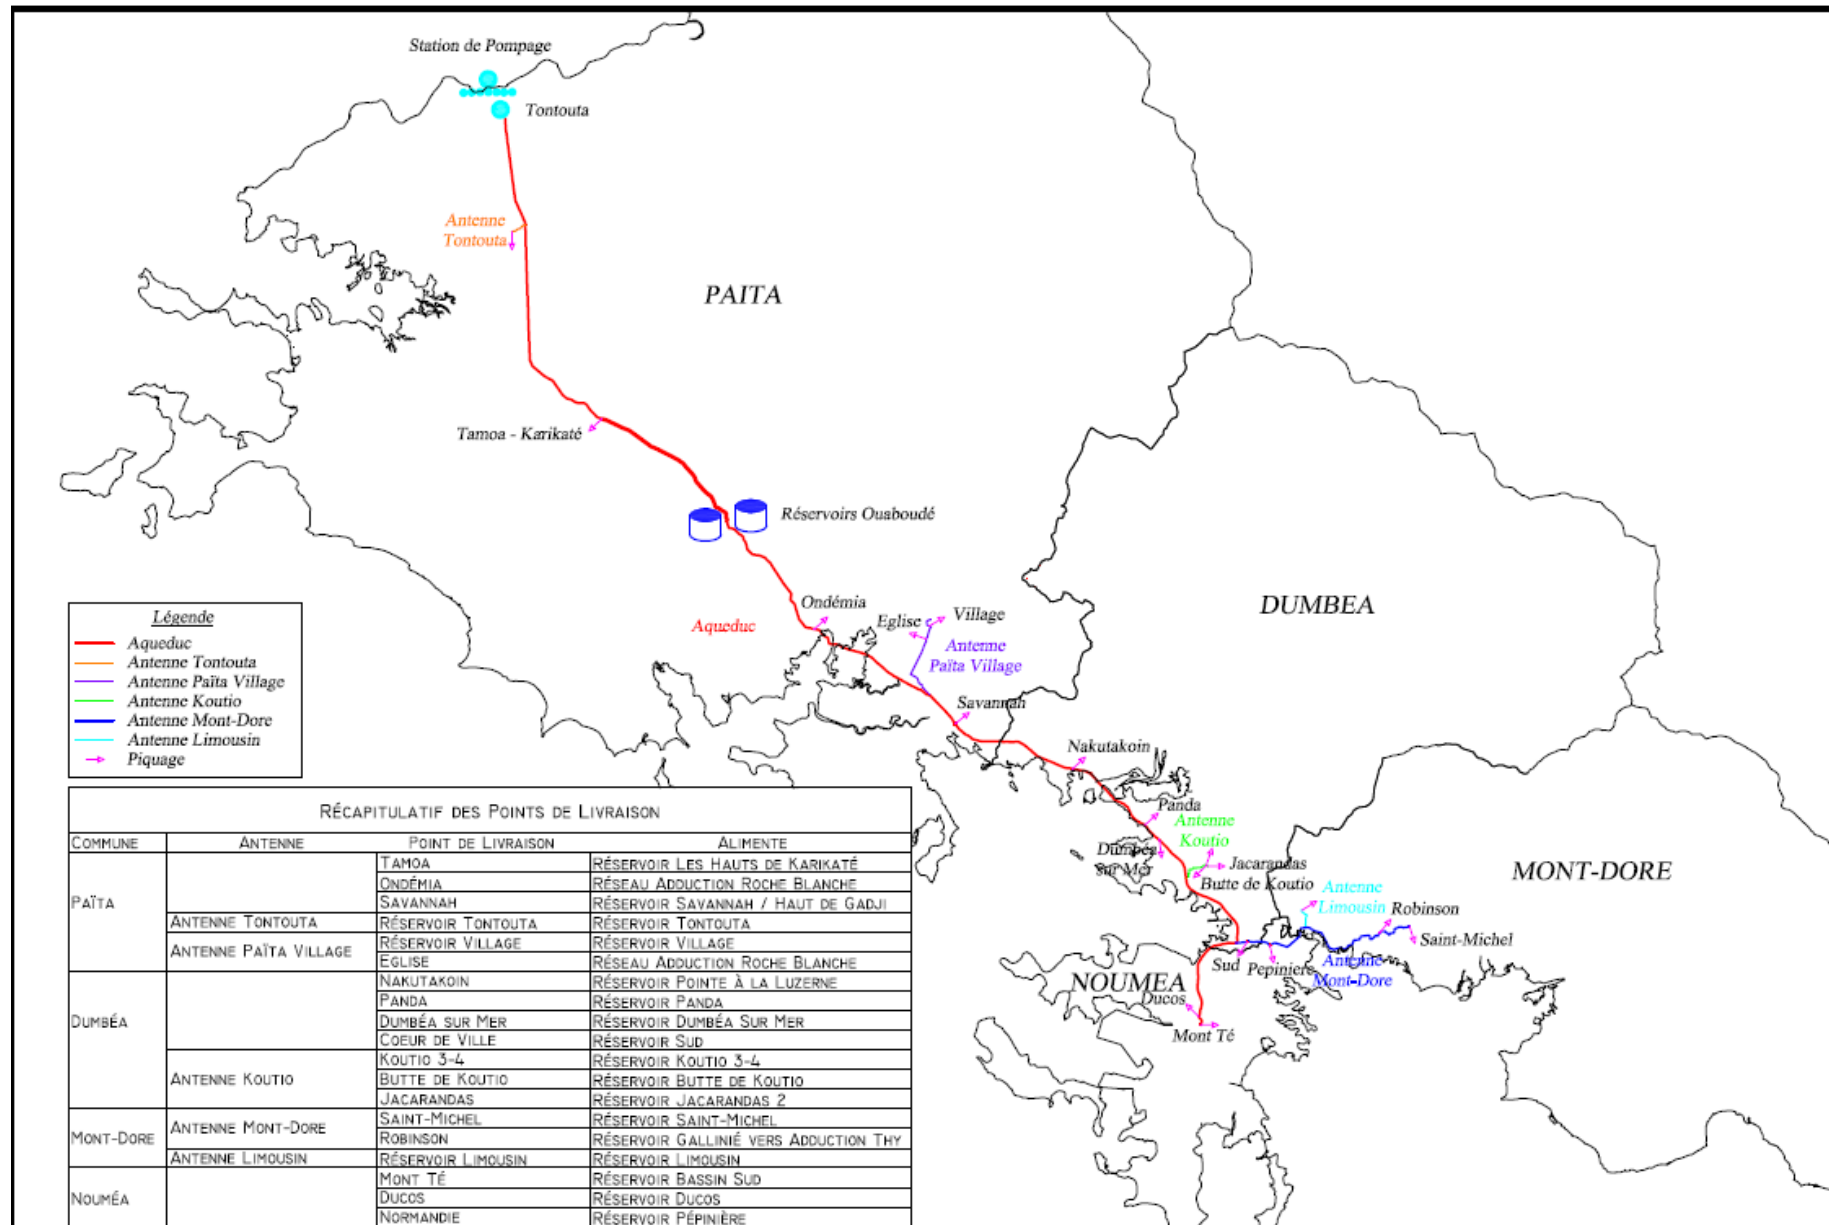 Station de Pompage
Tontouta
Antenne
Tontouta
PAITA
Tamoa - Karikaté
Réservoirs Ouaboudé
DUMBEA
Ondémia
Eglise
Village
Aqueduc
Antenne
Païta Village
Savannah
Nakutakoin
Panda
Antenne
Koutio
Dumbéa
sur Mer
Jacarandas
Butte de Koutio
MONT-DORE
Antenne
Limousin
Robinson
Saint-Michel
Sud
Pepiniere
Antenne
Mont-Dore
NOUMEA
Ducos
Mont Té
Légende
Aqueduc
Antenne Tontouta
Antenne Païta Village
Antenne Koutio
Antenne Mont-Dore
Antenne Limousin
Piquage
RÉCAPITULATIF DES POINTS DE LIVRAISON
COMMUNE ANTENNE POINT DE LIVRAISON ALIMENTE
PAÏTA TAMOA RÉSERVOIR LES HAUTS DE KARIKATÉ
ONDÉMIA RÉSEAU ADDUCTION ROCHE BLANCHE
SAVANNAH RÉSERVOIR SAVANNAH / HAUT DE GADJI
ANTENNE TONTOUTA RÉSERVOIR TONTOUTA RÉSERVOIR TONTOUTA
ANTENNE PAÏTA VILLAGE RÉSERVOIR VILLAGE RÉSERVOIR VILLAGE
EGLISE RÉSEAU ADDUCTION ROCHE BLANCHE
DUMBÉA NAKUTAKOIN RÉSERVOIR POINTE À LA LUZERNE
PANDA RÉSERVOIR PANDA
DUMBÉA SUR MER RÉSERVOIR DUMBÉA SUR MER
COEUR DE VILLE RÉSERVOIR SUD
ANTENNE KOUTIO KOUTIO 3-4 RÉSERVOIR KOUTIO 3-4
BUTTE DE KOUTIO RÉSERVOIR BUTTE DE KOUTIO
JACARANDAS RÉSERVOIR JACARANDAS 2
MONT-DORE ANTENNE MONT-DORE SAINT-MICHEL RÉSERVOIR SAINT-MICHEL
ROBINSON RÉSERVOIR GALLINIÉ VERS ADDUCTION THY
ANTENNE LIMOUSIN RÉSERVOIR LIMOUSIN RÉSERVOIR LIMOUSIN
NOUMÉA MONT TÉ RÉSERVOIR BASSIN SUD
DUCOS RÉSERVOIR DUCOS
NORMANDIE RÉSERVOIR PÉPINIÈRE